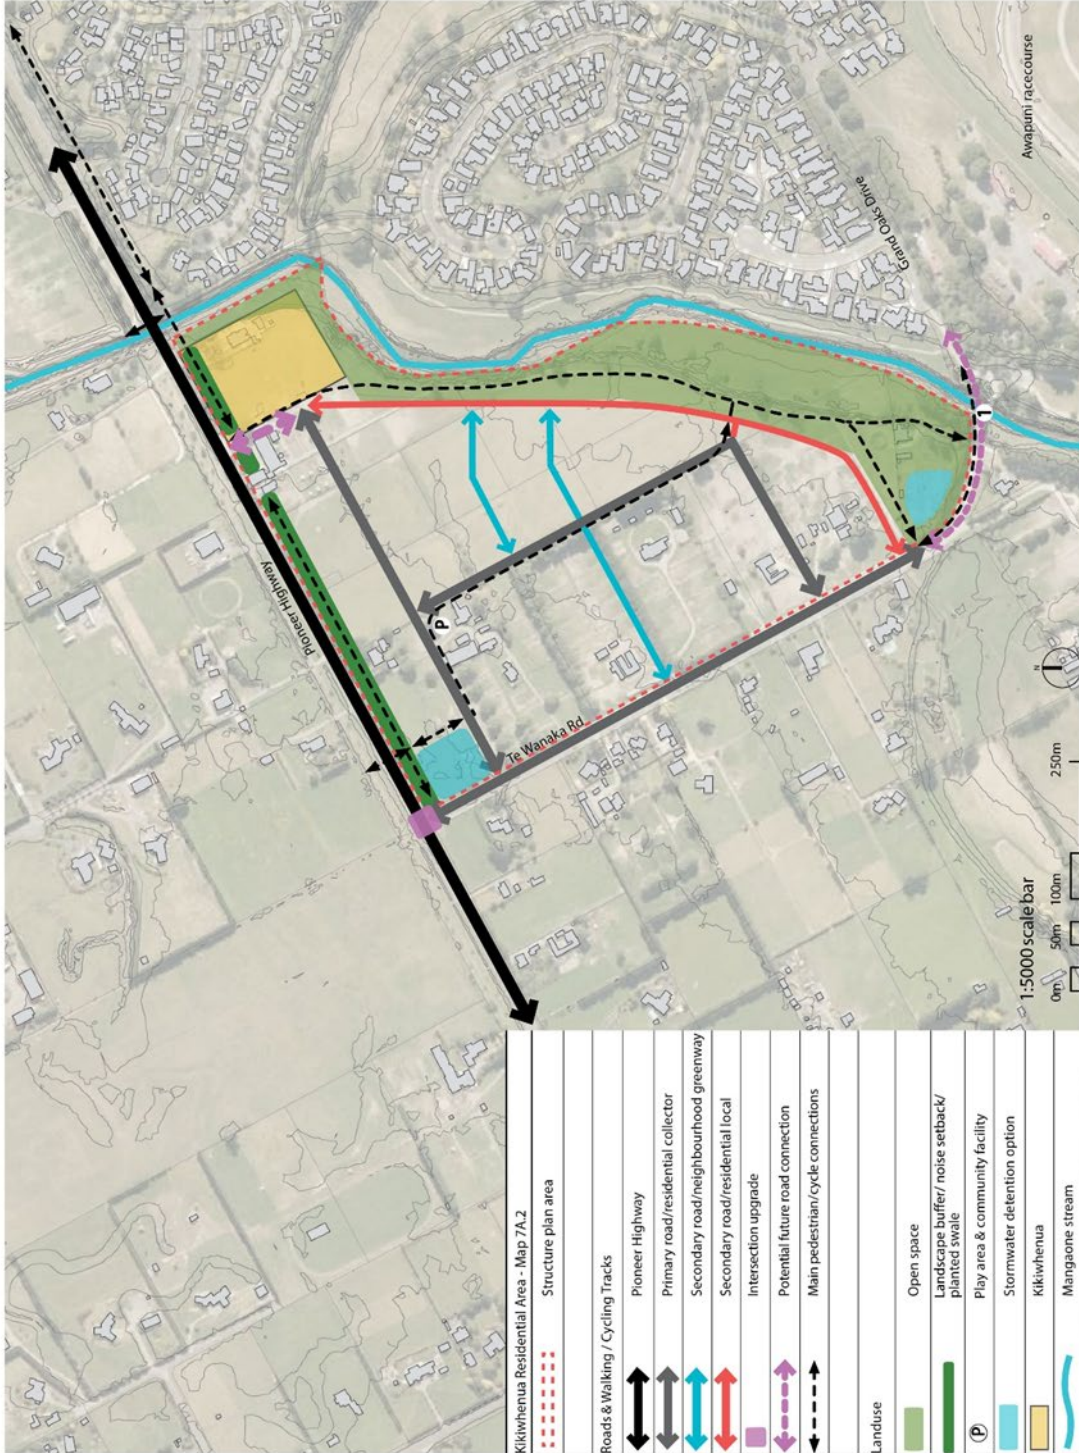 Awapuni racecourse
Grand Oaks Drive
Pioneer Highway
P
Te Wanaka Rd
1
N
1:5000 scale bar
0m 50m 100m 250m
Kikiwhenua Residential Area - Map 7A.2
Structure plan area
Roads & Walking / Cycling Tracks
Pioneer Highway
Primary road/residential collector
Secondary road/neighbourhood greenway
Secondary road/residential local
Intersection upgrade
Potential future road connection
Main pedestrian/cycle connections
Landuse
Open space
Landscape buffer/ noise setback/
planted swale
P Play area & community facility
Stormwater detention option
Kikiwhenua
Mangaone stream